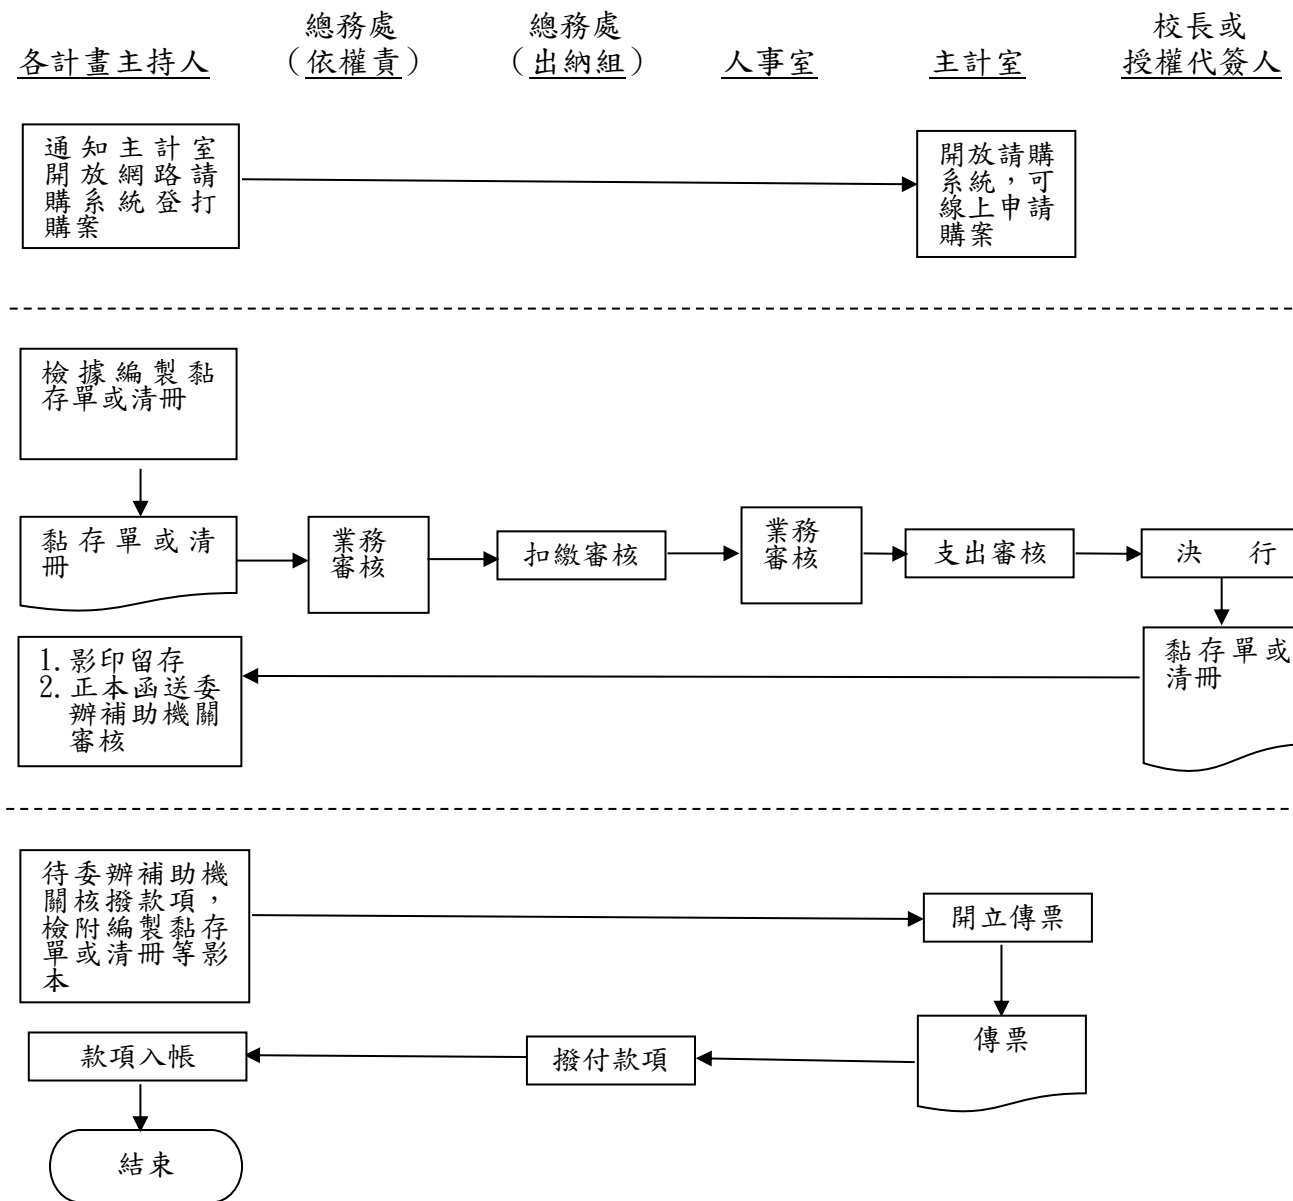 各計畫主持人
總務處
（依權責）
總務處
（出納組）
人事室
主計室
校長或
授權代簽人
通知主計室
開放網路請
購系統登打
購案
開放請購
系統，可
線上申請
購案
檢據編製黏
存單或清冊
黏存單或清
冊
業務
審核
扣繳審核
業務
審核
支出審核
決 行
黏存單或
清冊
1. 影印留存
2. 正本函送委
辦補助機關
審核
待委辦補助機
關核撥款項，
檢附編製黏存
單或清冊等影
本
開立傳票
傳票
撥付款項
款項入帳
結束